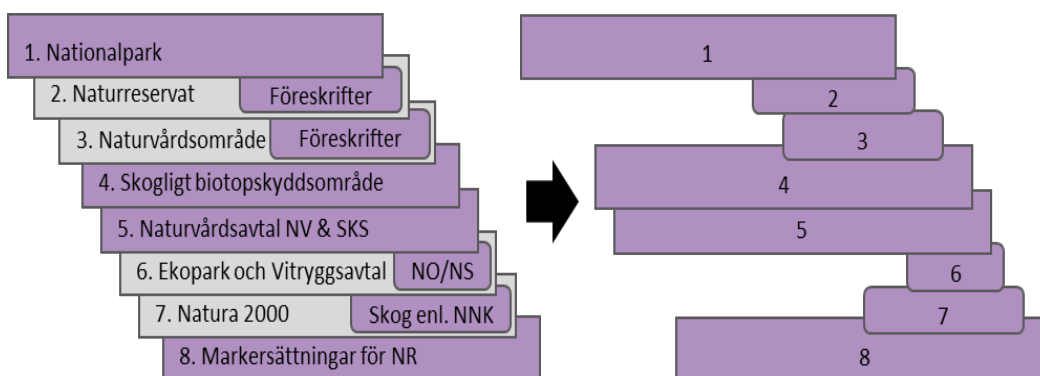 1. Nationalpark
2. Naturreservat Föreskrifter
3. Naturvårdsområde Föreskrifter
4. Skogligt biotopskyddsområde
5. Naturvårdsavtal NV & SKS
6. Ekopark och Vitryggsavtal NO/NS
7. Natura 2000 Skog enl. NNK
8. Markersättningar för NR
1
2
3
4
5
6
7
8